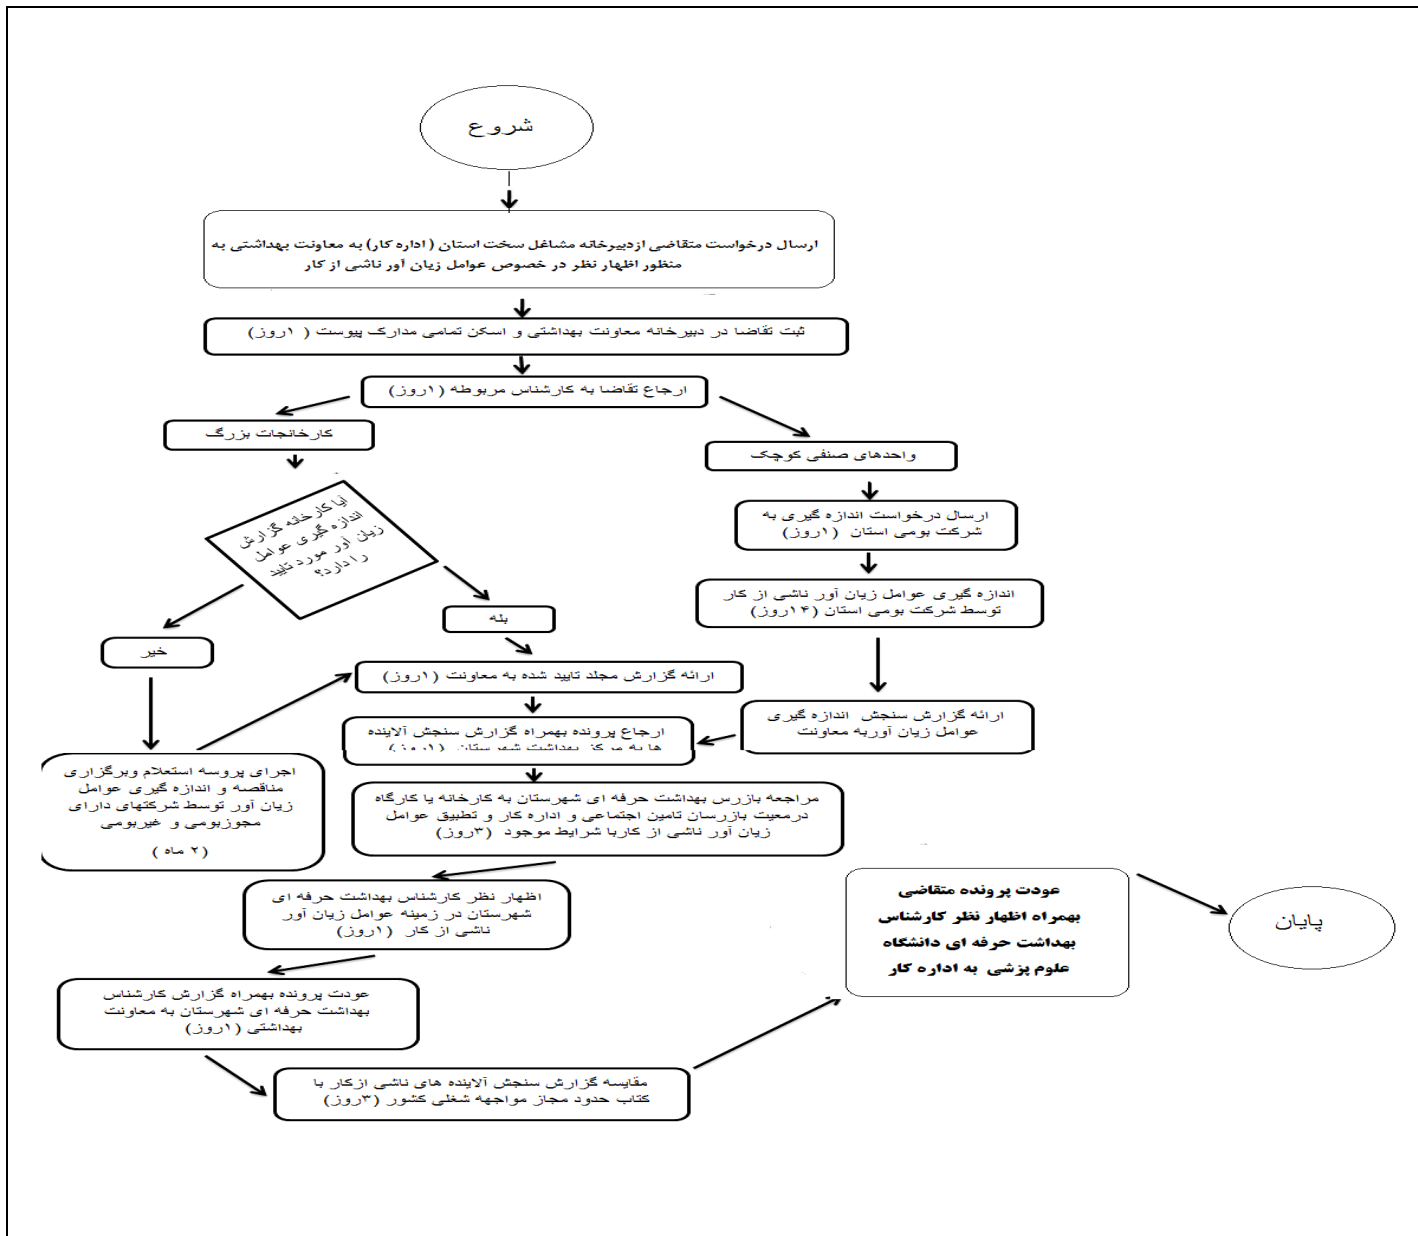 شروع
ارسال درخواست متقاضی ازدبیرخانه مشاغل سخت استان ( اداره کار) به معاونت بهداشتی به
منظور اظهار نظر در خصوص عوامل زیان آور ناشی از کار
ثبت تقاضا در دبیرخانه معاونت بهداشتی و اسکن تمامی مدارک پیوست ( ۱روز)
ارجاع تقاضا به کارشناس مربوطه (۱روز)
کارخانجات بزرگ
واحدهای صنفی کوچک
آیا کارخانه گزارش
اندازه گیری عوامل
زیان آور مورد تایید
را دارد؟
ارسال درخواست اندازه گیری به
شرکت بومی استان (۱روز)
اندازه گیری عوامل زیان آور ناشی از کار
توسط شرکت بومی استان (۱۴روز)
بله
خیر
ارائه گزارش مجلد تایید شده به معاونت (۱روز)
ارائه گزارش سنجش اندازه گیری
عوامل زیان آوربه معاونت
ارجاع پرونده بهمراه گزارش سنجش آلاینده
ها به مرکز بهداشت شهرستان (۱روز)
اجرای پروسه استعلام وبرگزاری
مناقصه و اندازه گیری عوامل
زیان آور توسط شرکتهای دارای
مجوزبومی و غیربومی
(۲ ماه )
مراجعه بازرس بهداشت حرفه ای شهرستان به کارخانه یا کارگاه
درمعیت بازرسان تامین اجتماعی و اداره کار و تطبیق عوامل
زیان آور ناشی از کاربا شرایط موجود (۳روز)
اظهار نظر کارشناس بهداشت حرفه ای
شهرستان در زمینه عوامل زیان آور
ناشی از کار (۱روز)
عودت پرونده بهمراه گزارش کارشناس
بهداشت حرفه ای شهرستان به معاونت
بهداشتی (۱روز)
مقایسه گزارش سنجش آلاینده های ناشی ازکار با
کتاب حدود مجاز مواجهه شغلی کشور (۳روز)
عودت پرونده متقاضی
بهمراه اظهار نظر کارشناس
بهداشت حرفه ای دانشگاه
علوم پزشی به اداره کار
پایان